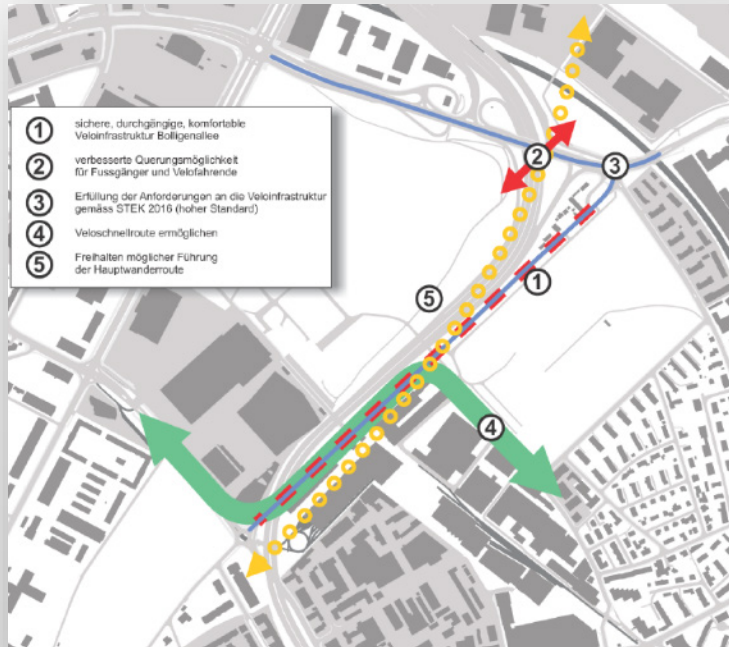 1 sichere, durchgängige, komfortable
Veloinfrastruktur Bolligenallee
2 verbesserte Querungsmöglichkeit
für Fussgänger und Velofahrende
3 Erfüllung der Anforderungen an die Veloinfrastruktur
gemäss STEK 2016 (hoher Standard)
4 Veloschnellroute ermöglichen
5 Freihalten möglicher Führung
der Hauptwanderroute
2
3
1
5
4